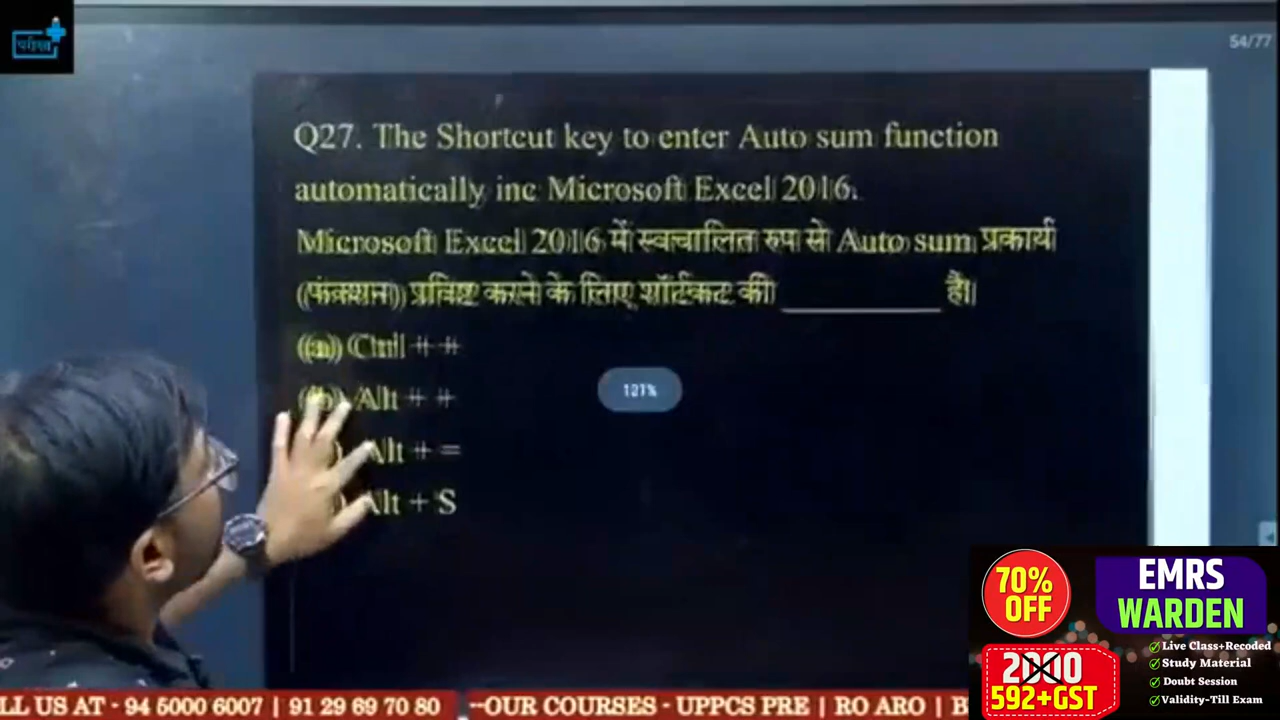 परीक्षा
54/77
Q27. The Shortcut key to enter Auto sum function
automatically inc Microsoft Excel 2016.
Microsoft Excel 2016 में स्वचालित रुप से Auto sum प्रकार्य
(फंक्शन) प्रविष्ट करने के लिए शॉर्टकट की __________ है।
(a) Ctrl + +
(b) Alt + +
127%
) Alt + =
) Alt + S
70%
OFF
EMRS
WARDEN
2000
592+GST
Live Class+Recoded
Study Material
Doubt Session
Validity-Till Exam
LL US AT - 94 5000 6007 | 91 29 69 70 80 --OUR COURSES - UPPCS PRE | RO ARO | B